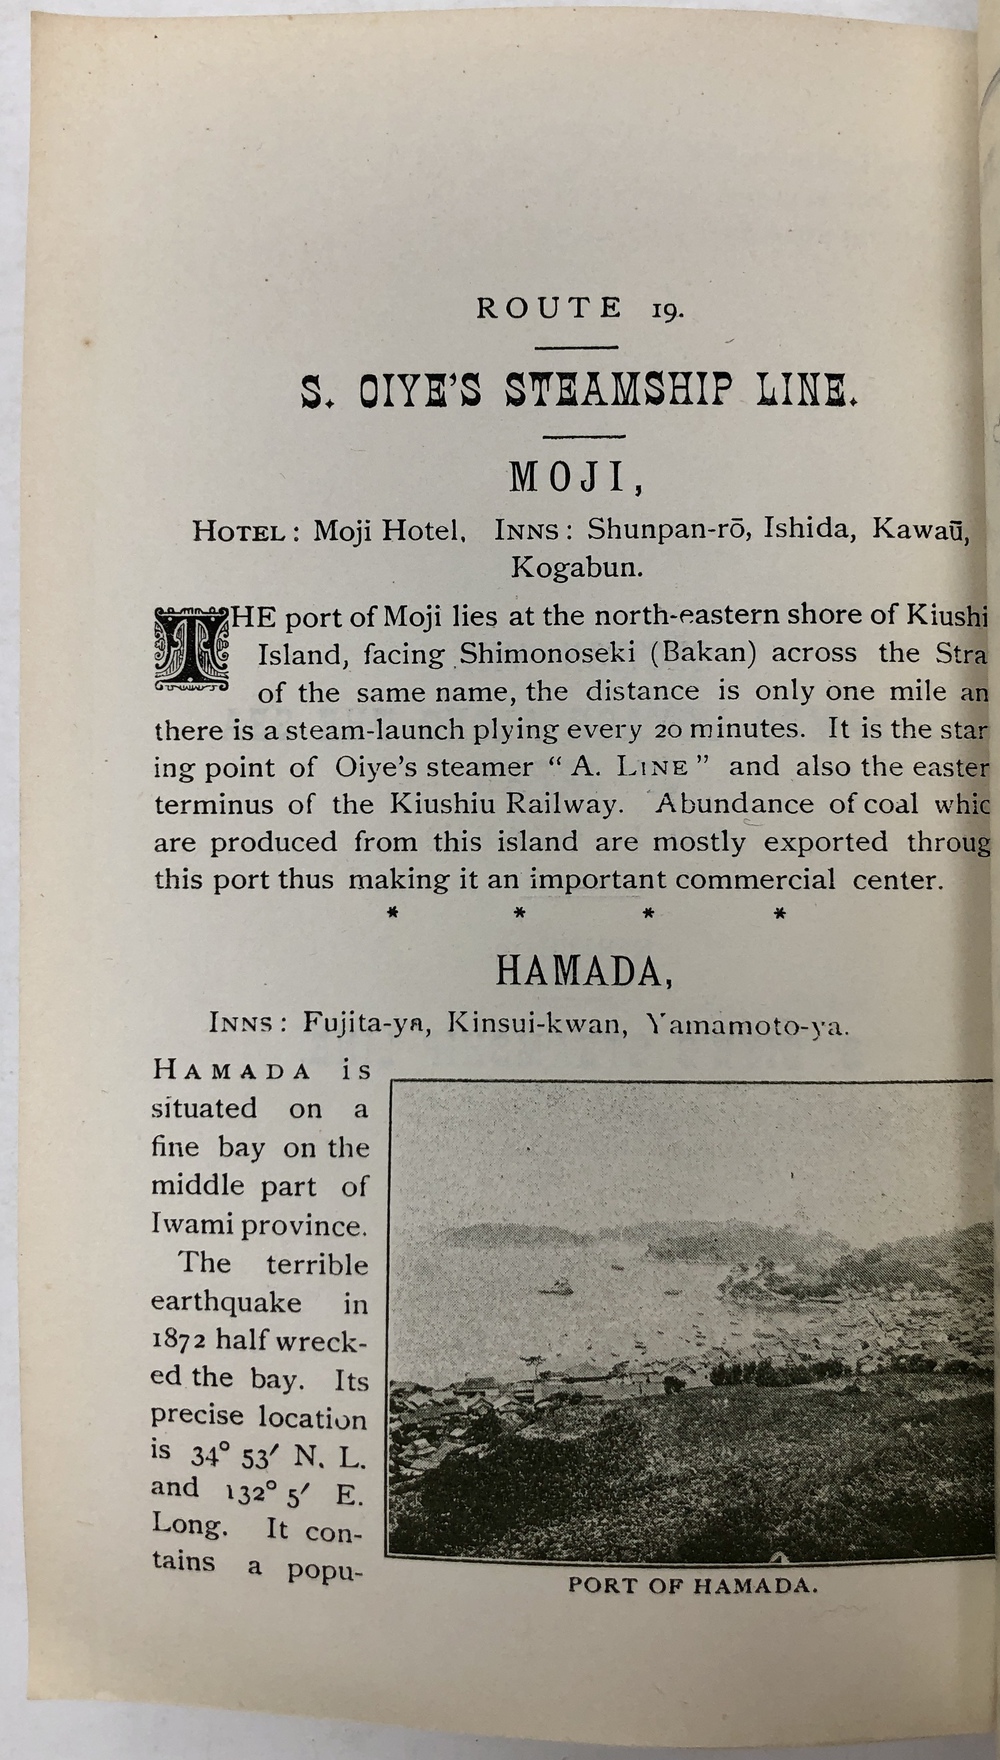 ROUTE 19.
S. OIYE'S STEAMSHIP LINE.
MOJI,
HOTEL: Moji Hotel. INNS: Shunpan-rō, Ishida, Kawaū,
Kogabun.
THE port of Moji lies at the north-eastern shore of Kiushi
Island, facing Shimonoseki (Bakan) across the Stra
of the same name, the distance is only one mile an
there is a steam-launch plying every 20 minutes. It is the star
ing point of Oiye's steamer “A. LINE” and also the easter
terminus of the Kiushiu Railway. Abundance of coal whic
are produced from this island are mostly exported throug
this port thus making it an important commercial center.
* * * *
HAMADA,
INNS: Fujita-ya, Kinsui-kwan, Yamamoto-ya.
HAMADA is
situated on a
fine bay on the
middle part of
Iwami province.
The terrible
earthquake in
1872 half wreck-
ed the bay. Its
precise location
is 34° 53′ N. L.
and 132° 5′ E.
Long. It con-
tains a popu-
PORT OF HAMADA.